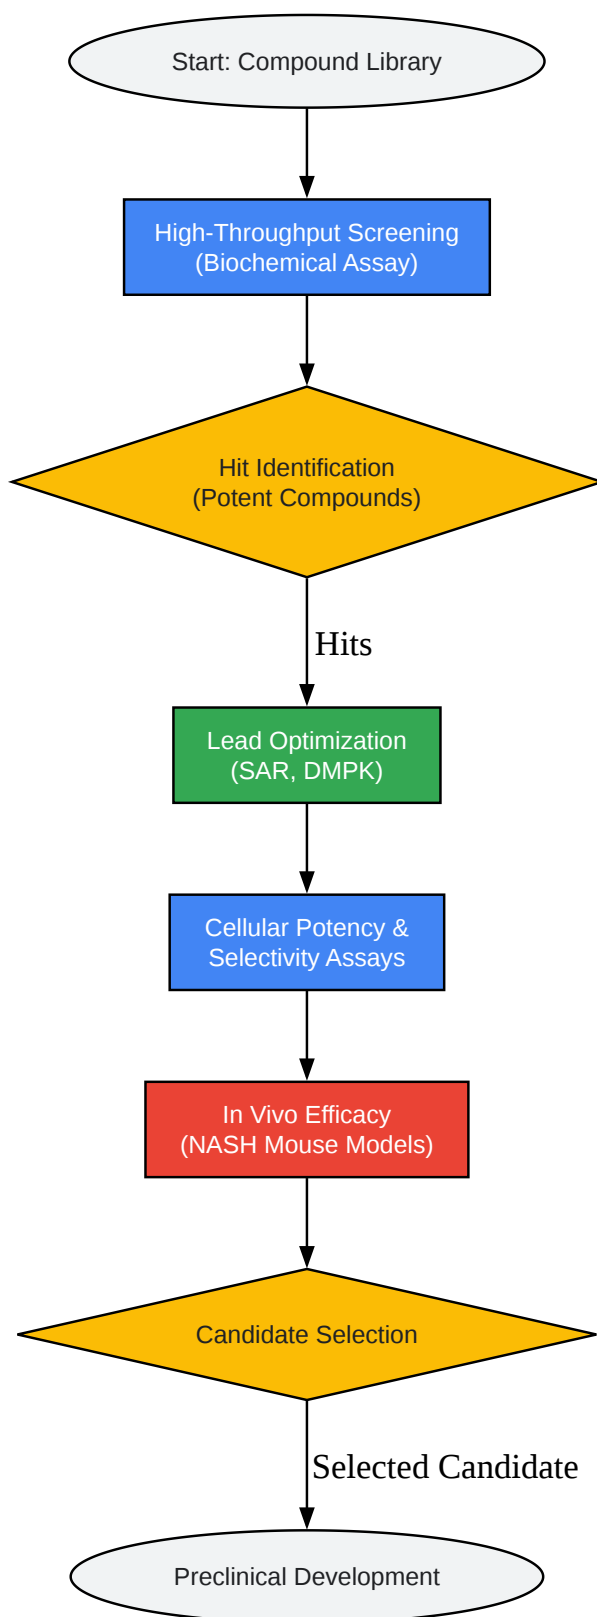 Start: Compound Library
High-Throughput Screening
(Biochemical Assay)
Hit Identification
(Potent Compounds)
Hits
Lead Optimization
(SAR, DMPK)
Cellular Potency &
Selectivity Assays
In Vivo Efficacy
(NASH Mouse Models)
Candidate Selection
Selected Candidate
Preclinical Development